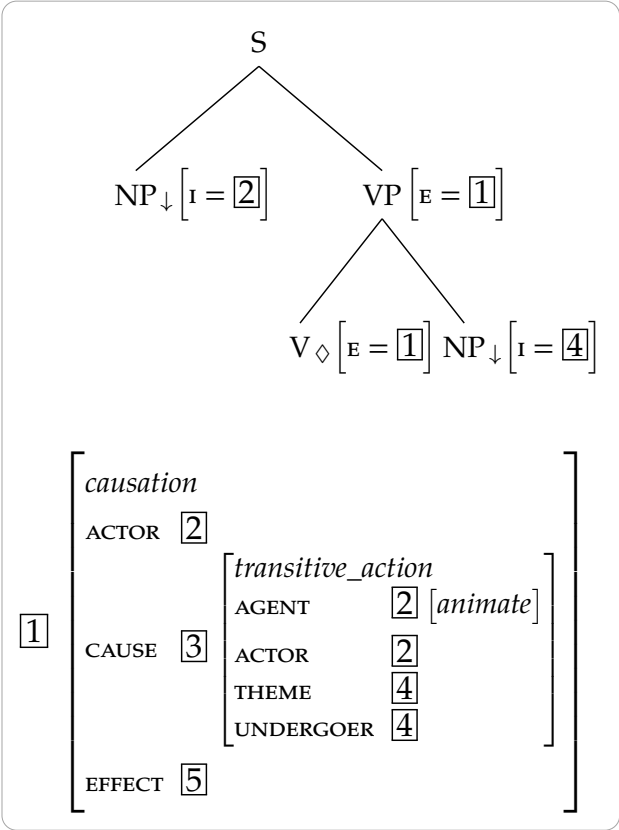 S
NP↓[I = 2] VP[E = 1]
V◇[E = 1] NP↓[I = 4]
causation
ACTOR 2
transitive_action
AGENT 2 [animate]
1 CAUSE 3 ACTOR 2
THEME 4
UNDERGOER 4
EFFECT 5